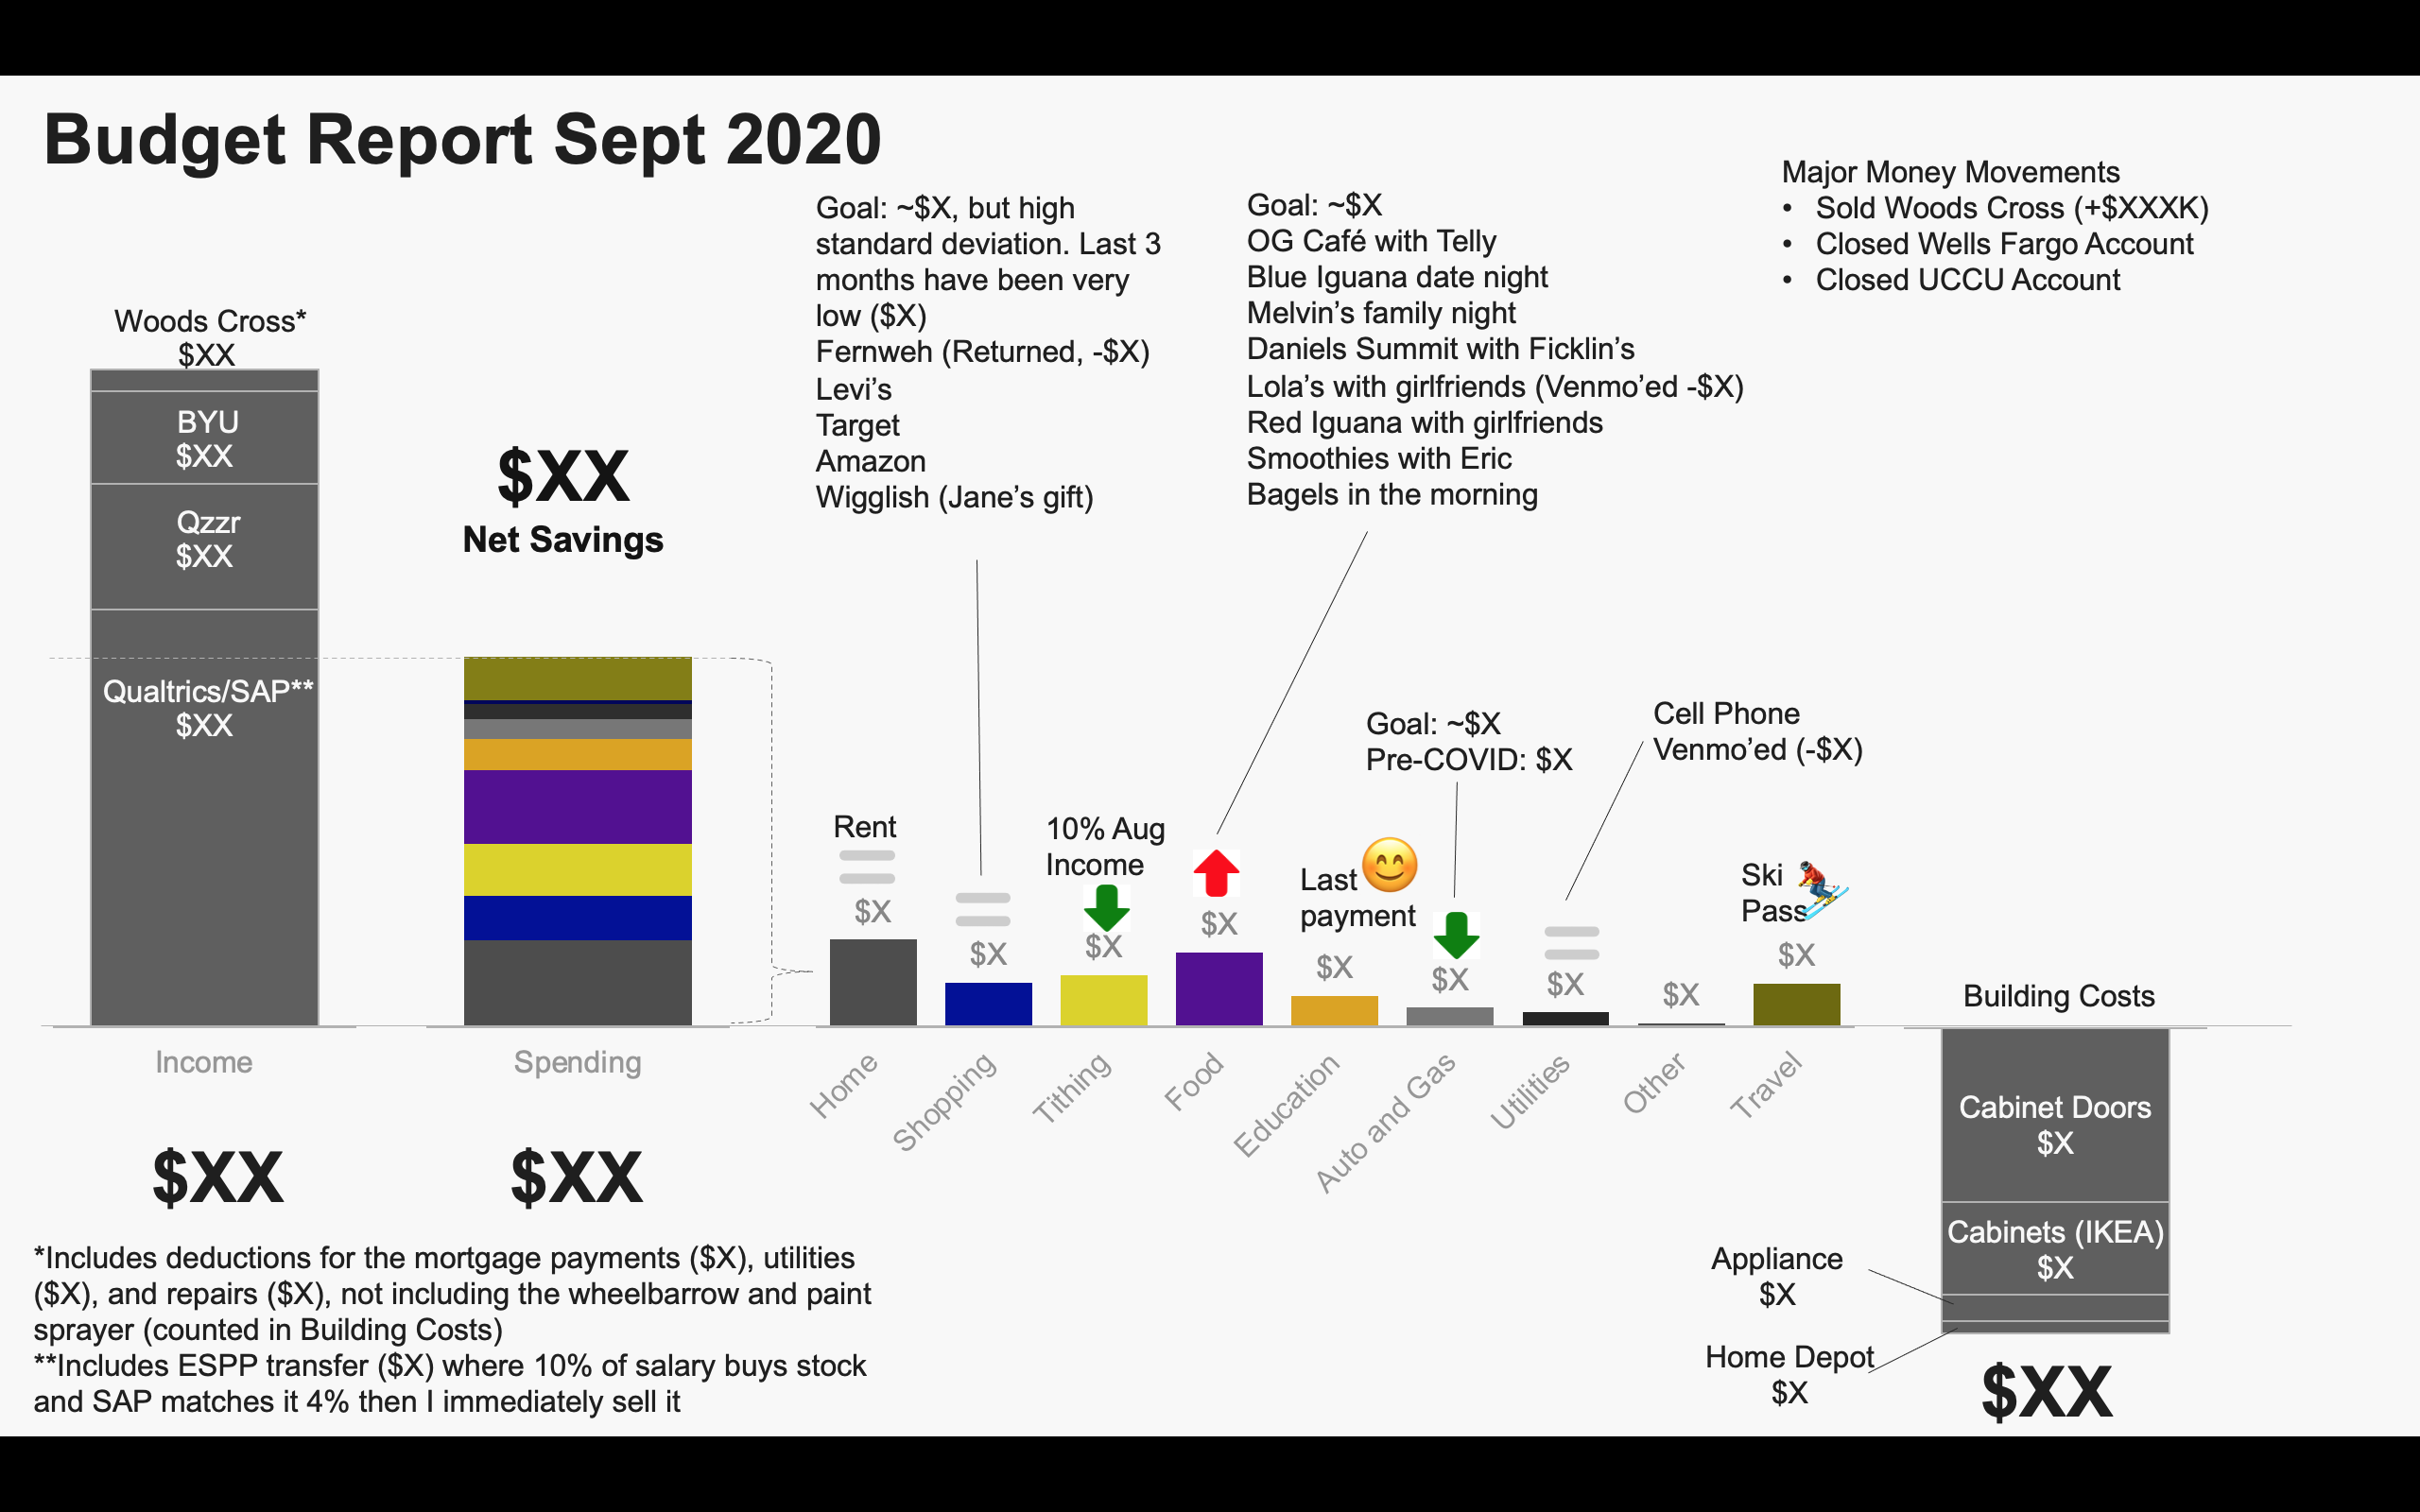 Budget Report Sept 2020
Goal: ~$X, but high
standard deviation. Last 3
months have been very
low ($X)
Fernweh (Returned, -$X)
Levi’s
Target
Amazon
Wigglish (Jane’s gift)
Goal: ~$X
OG Café with Telly
Blue Iguana date night
Melvin’s family night
Daniels Summit with Ficklin’s
Lola’s with girlfriends (Venmo’ed -$X)
Red Iguana with girlfriends
Smoothies with Eric
Bagels in the morning
Major Money Movements
• Sold Woods Cross (+$XXXK)
• Closed Wells Fargo Account
• Closed UCCU Account
Woods Cross*
$XX
BYU
$XX
Qzzr
$XX
Qualtrics/SAP**
$XX
$XX
Net Savings
Goal: ~$X
Pre-COVID: $X
Cell Phone
Venmo’ed (-$X)
Rent
$X
$X
10% Aug
Income
$X
$X
Last
payment
$X
$X
$X
$X
Ski
Pass
$X
Building Costs
Income
Spending
Home
Shopping
Tithing
Food
Education
Auto and Gas
Utilities
Other
Travel
$XX
$XX
Cabinet Doors
$X
Cabinets (IKEA)
$X
Appliance
$X
Home Depot
$X
$XX
*Includes deductions for the mortgage payments ($X), utilities
($X), and repairs ($X), not including the wheelbarrow and paint
sprayer (counted in Building Costs)
**Includes ESPP transfer ($X) where 10% of salary buys stock
and SAP matches it 4% then I immediately sell it